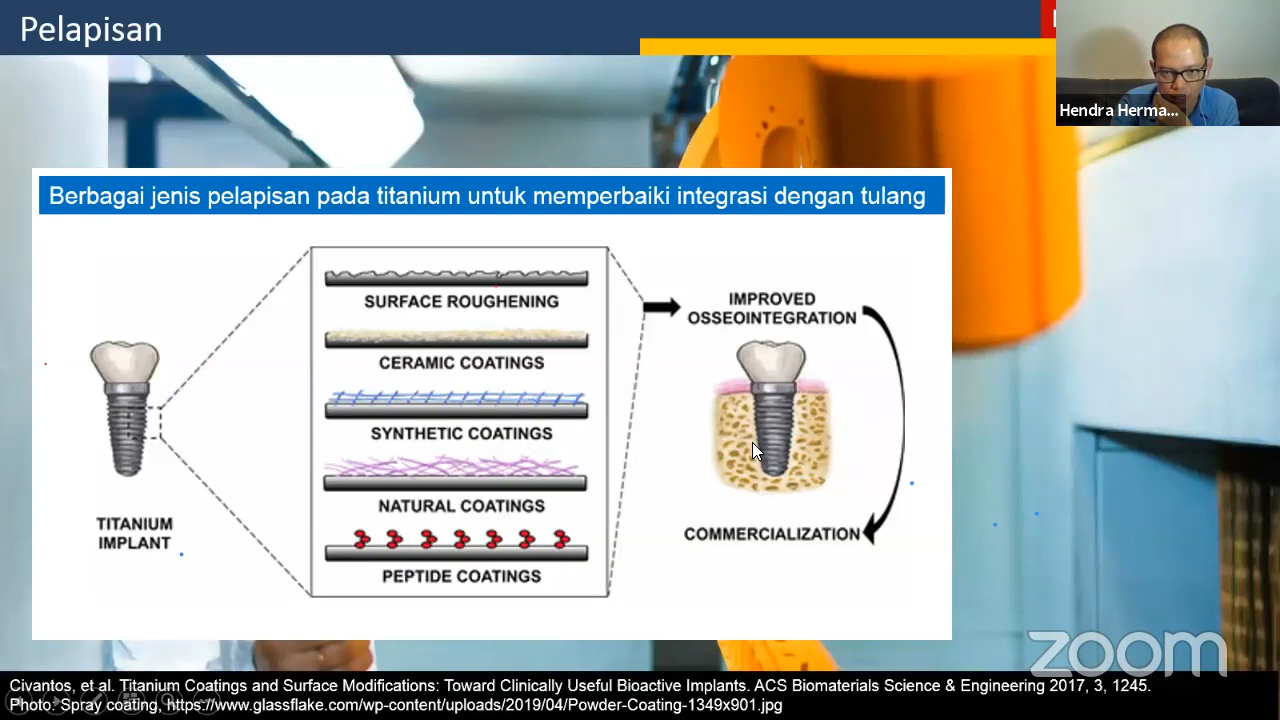 Pelapisan
Hendra Herma...
Berbagai jenis pelapisan pada titanium untuk memperbaiki integrasi dengan tulang
SURFACE ROUGHENING
CERAMIC COATINGS
SYNTHETIC COATINGS
NATURAL COATINGS
PEPTIDE COATINGS
TITANIUM
IMPLANT
IMPROVED
OSSEOINTEGRATION
COMMERCIALIZATION
zoom
Civantos, et al. Titanium Coatings and Surface Modifications: Toward Clinically Useful Bioactive Implants. ACS Biomaterials Science & Engineering 2017, 3, 1245.
Photo: Spray coating, https://www.glassflake.com/wp-content/uploads/2019/04/Powder-Coating-1349x901.jpg